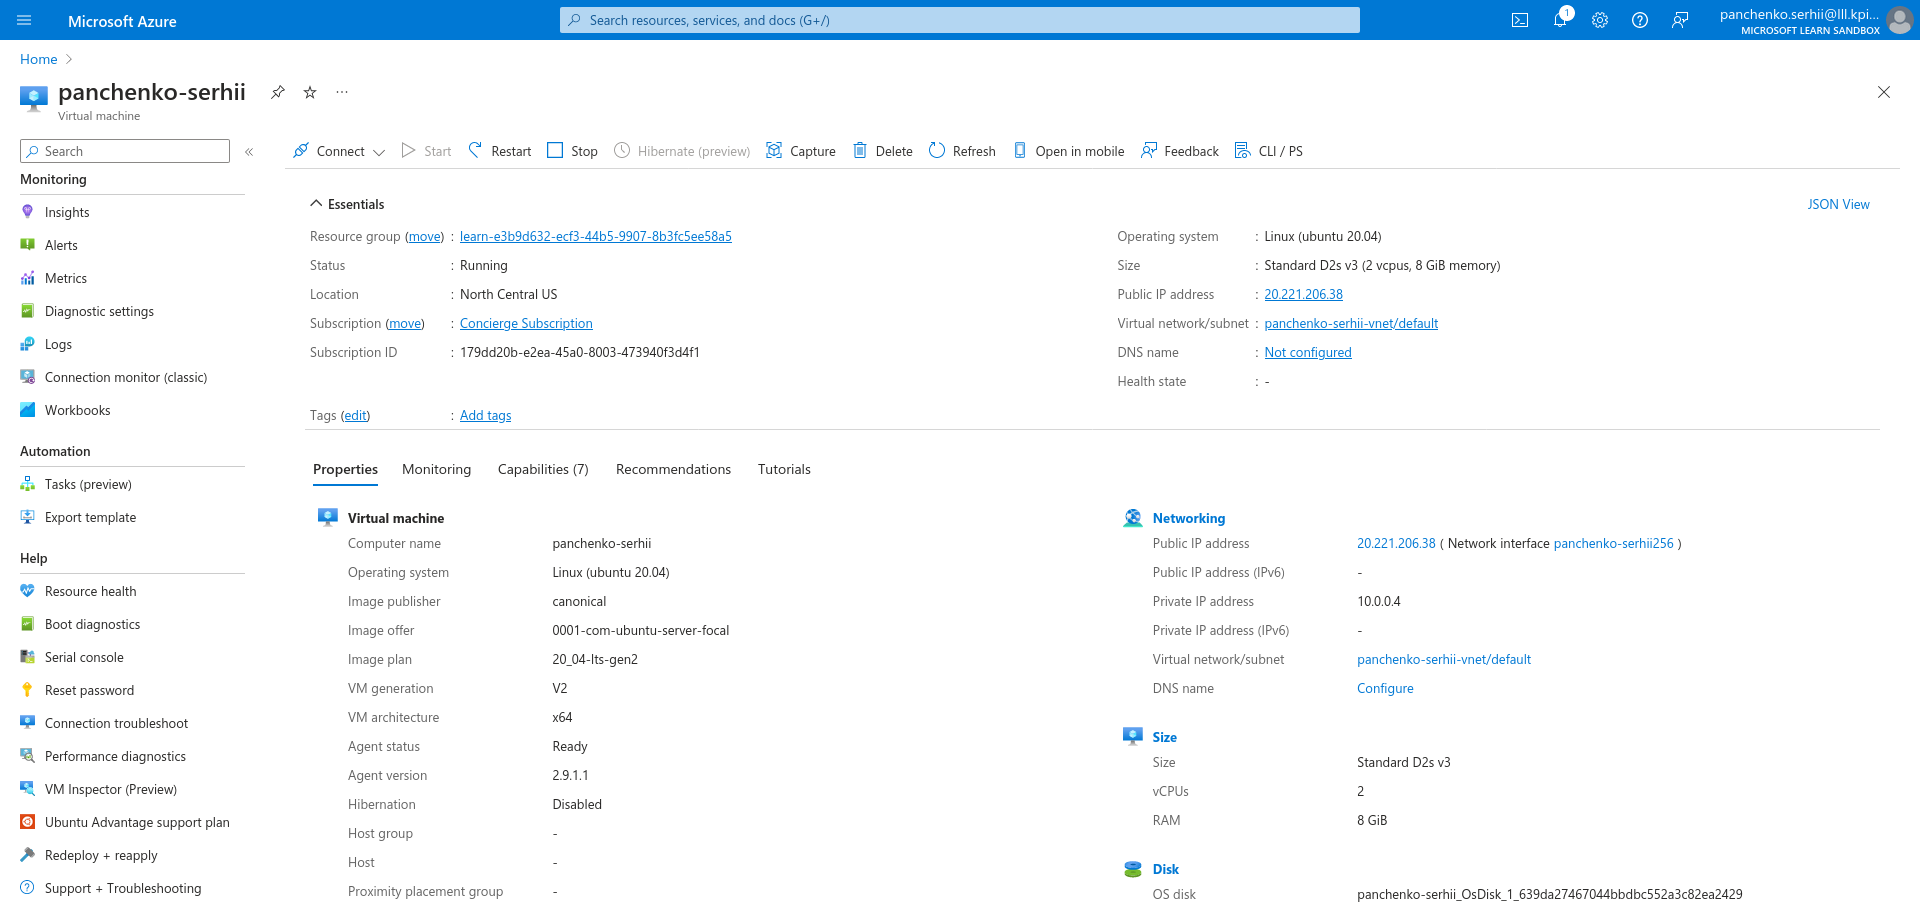 Microsoft Azure
Search resources, services, and docs (G+/)
1
panchenko.serhii@lll.kpi...
MICROSOFT LEARN SANDBOX
Home
panchenko-serhii
Virtual machine
Search
«
Connect
Start
Restart
Stop
Hibernate (preview)
Capture
Delete
Refresh
Open in mobile
Feedback
CLI / PS
Monitoring
Insights
Alerts
Metrics
Diagnostic settings
Logs
Connection monitor (classic)
Workbooks
Automation
Tasks (preview)
Export template
Help
Resource health
Boot diagnostics
Serial console
Reset password
Connection troubleshoot
Performance diagnostics
VM Inspector (Preview)
Ubuntu Advantage support plan
Redeploy + reapply
Support + Troubleshooting
Essentials
JSON View
Resource group (move) : learn-e3b9d632-ecf3-44b5-9907-8b3fc5ee58a5
Status : Running
Location : North Central US
Subscription (move) : Concierge Subscription
Subscription ID : 179dd20b-e2ea-45a0-8003-473940f3d4f1
Operating system : Linux (ubuntu 20.04)
Size : Standard D2s v3 (2 vcpus, 8 GiB memory)
Public IP address : 20.221.206.38
Virtual network/subnet : panchenko-serhii-vnet/default
DNS name : Not configured
Health state : -
Tags (edit) : Add tags
Properties
Monitoring
Capabilities (7)
Recommendations
Tutorials
Virtual machine
Computer name panchenko-serhii
Operating system Linux (ubuntu 20.04)
Image publisher canonical
Image offer 0001-com-ubuntu-server-focal
Image plan 20_04-lts-gen2
VM generation V2
VM architecture x64
Agent status Ready
Agent version 2.9.1.1
Hibernation Disabled
Host group -
Host -
Proximity placement group -
Networking
Public IP address 20.221.206.38 ( Network interface panchenko-serhii256 )
Public IP address (IPv6) -
Private IP address 10.0.0.4
Private IP address (IPv6) -
Virtual network/subnet panchenko-serhii-vnet/default
DNS name Configure
Size
Size Standard D2s v3
vCPUs 2
RAM 8 GiB
Disk
OS disk panchenko-serhii_OsDisk_1_639da27467044bbdbc552a3c82ea2429